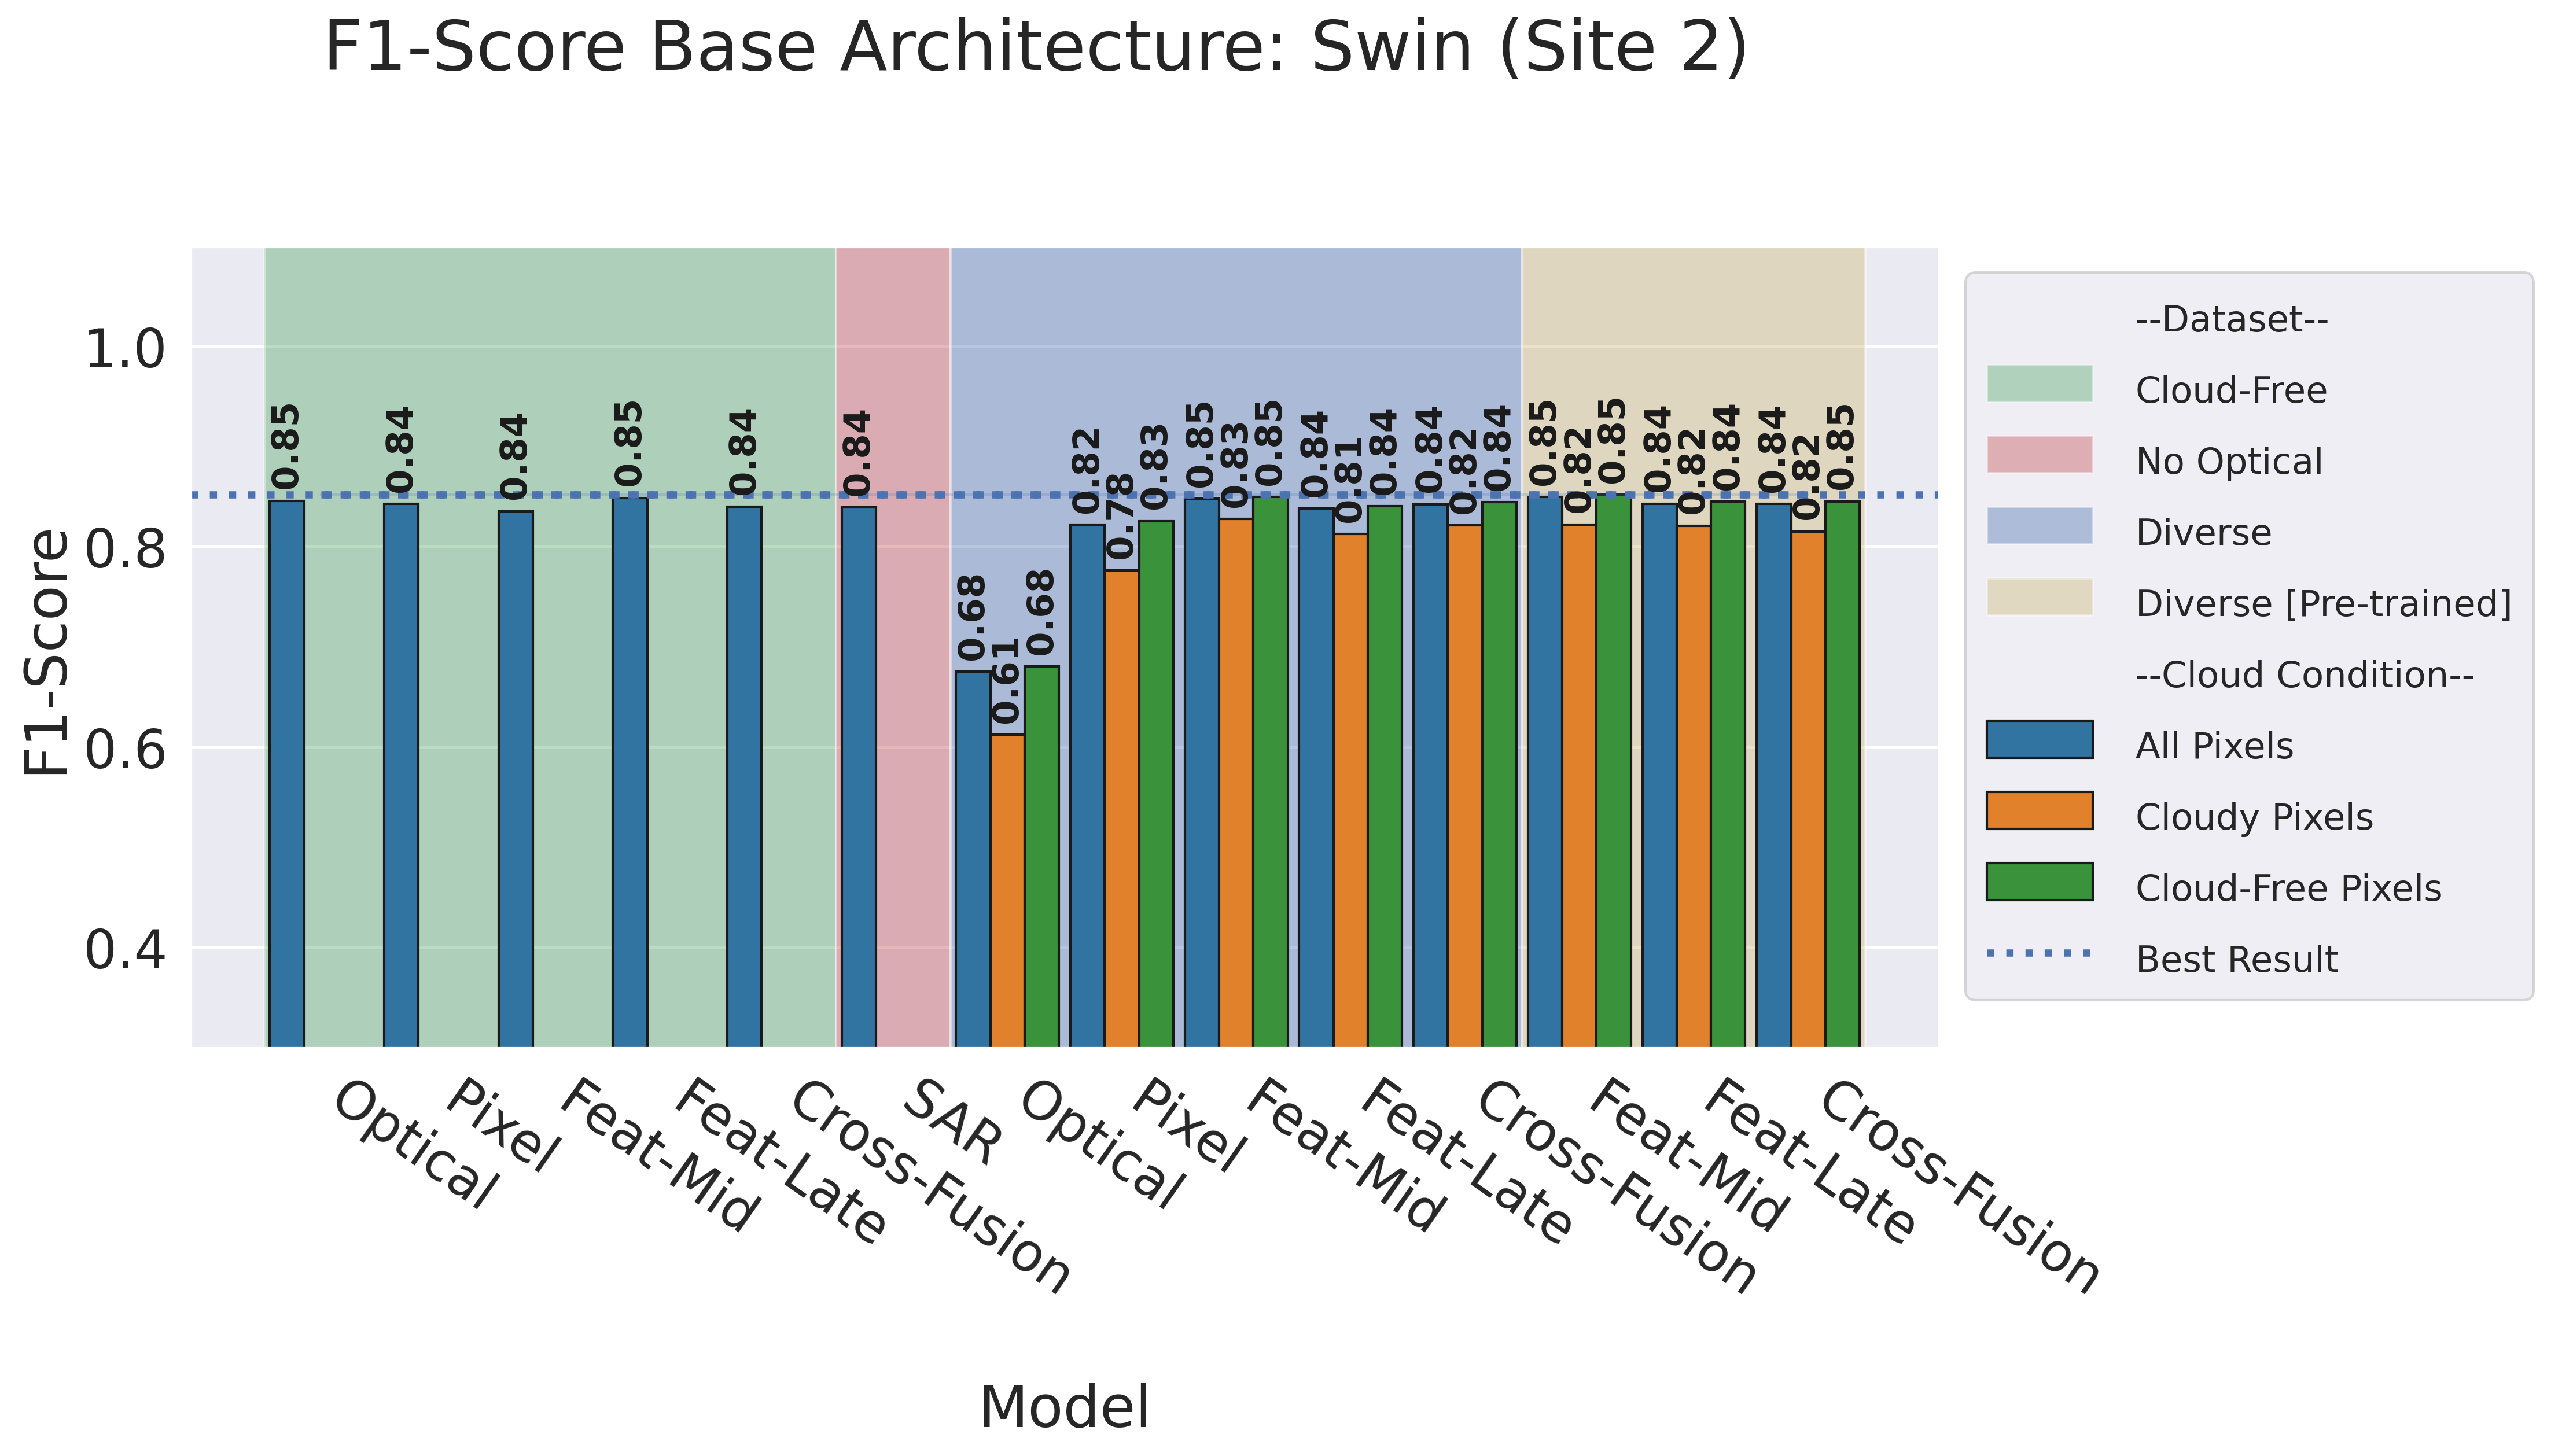 F1-Score Base Architecture: Swin (Site 2)
F1-Score
1.0
0.8
0.6
0.4
0.85
0.84
0.84
0.85
0.84
0.84
0.68
0.61
0.68
0.82
0.78
0.83
0.85
0.83
0.85
0.84
0.81
0.84
0.84
0.82
0.84
0.85
0.82
0.85
0.84
0.82
0.84
0.84
0.82
0.85
Optical
Pixel
Feat-Mid
Feat-Late
Cross-Fusion
SAR
Optical
Pixel
Feat-Mid
Feat-Late
Cross-Fusion
Feat-Mid
Feat-Late
Cross-Fusion
Model
--Dataset--
Cloud-Free
No Optical
Diverse
Diverse [Pre-trained]
--Cloud Condition--
All Pixels
Cloudy Pixels
Cloud-Free Pixels
Best Result